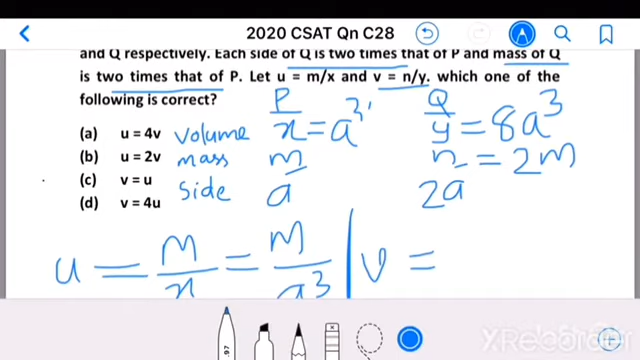 2020 CSAT Qn C28
and Q respectively. Each side of Q is two times that of P and mass of Q
is two times that of P. Let u = m/x and v = n/y. which one of the
following is correct?
P Q
(a) u = 4v volume x = a³ y = 8a³
(b) u = 2v mass m n = 2m
(c) v = u side a 2a
(d) v = 4u
u = m/x = m/a³ | v =
.97
XRecorder